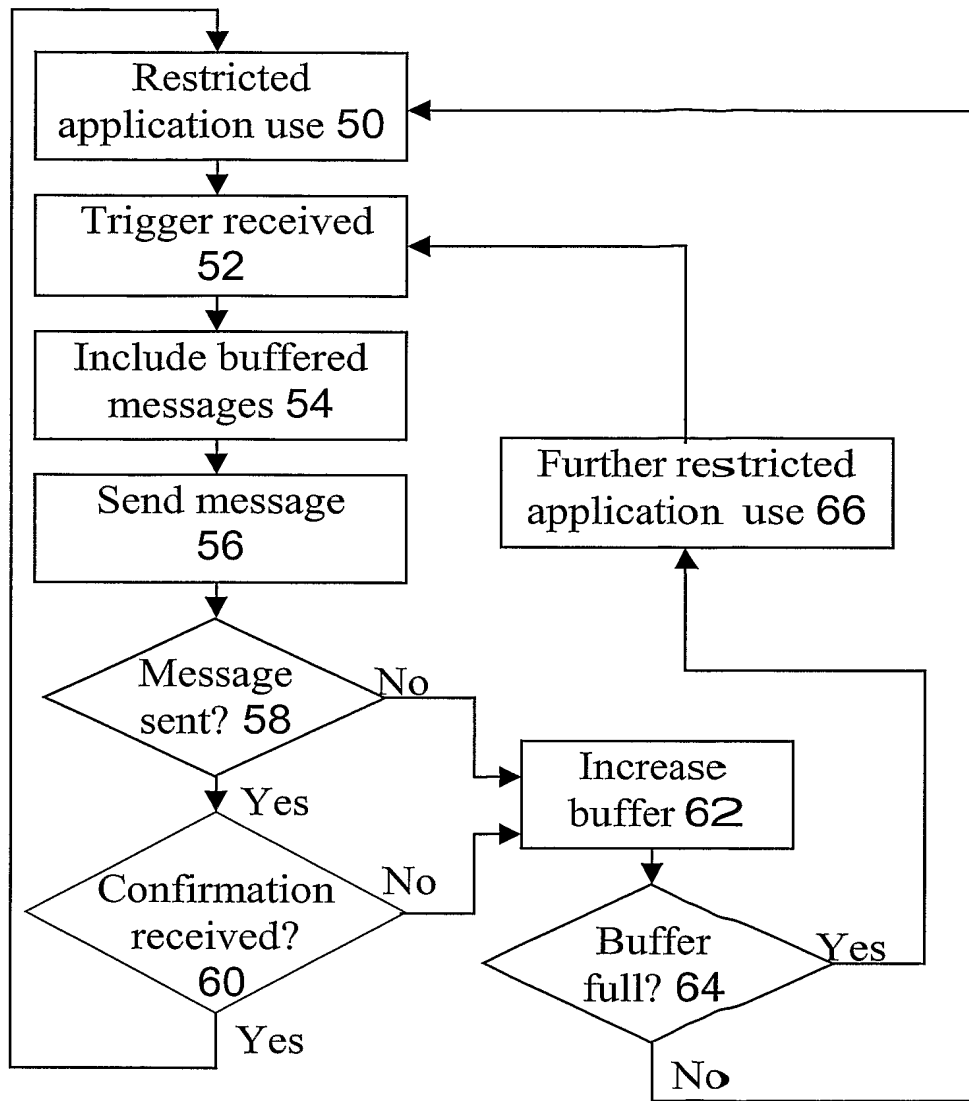 Restricted
application use 50
Trigger received
52
Include buffered
messages 54
Send message
56
Further restricted
application use 66
Message
sent? 58
No
Yes
Increase
buffer 62
Confirmation
received?
60
No
Yes
Buffer
full? 64
Yes
No